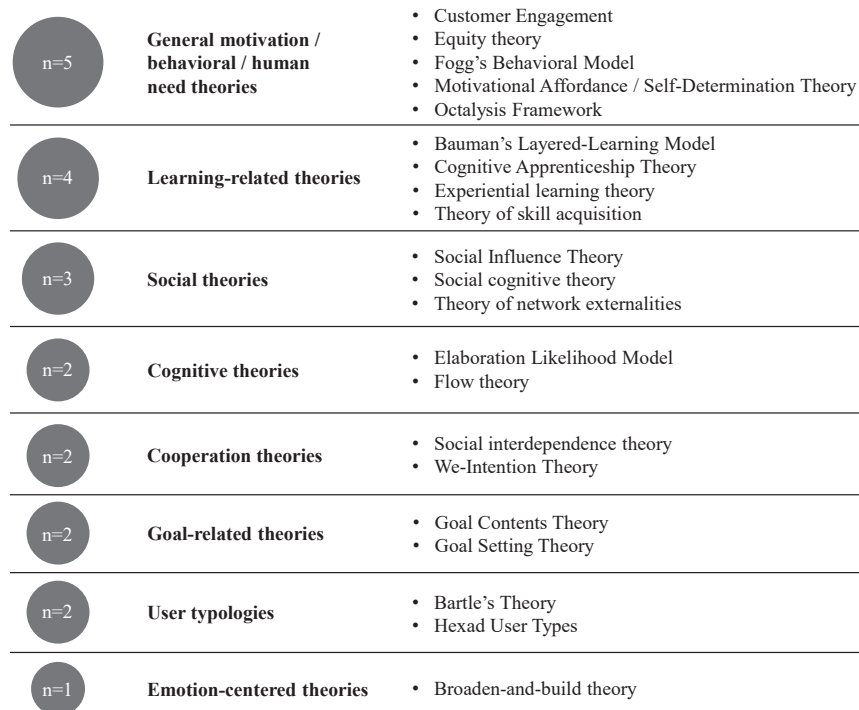 n=5
General motivation /
behavioral / human
need theories
• Customer Engagement
• Equity theory
• Fogg's Behavioral Model
• Motivational Affordance / Self-Determination Theory
• Octalysis Framework
n=4
Learning-related theories
• Bauman's Layered-Learning Model
• Cognitive Apprenticeship Theory
• Experiential learning theory
• Theory of skill acquisition
n=3
Social theories
• Social Influence Theory
• Social cognitive theory
• Theory of network externalities
n=2
Cognitive theories
• Elaboration Likelihood Model
• Flow theory
n=2
Cooperation theories
• Social interdependence theory
• We-Intention Theory
n=2
Goal-related theories
• Goal Contents Theory
• Goal Setting Theory
n=2
User typologies
• Bartle's Theory
• Hexad User Types
n=1
Emotion-centered theories
• Broaden-and-build theory